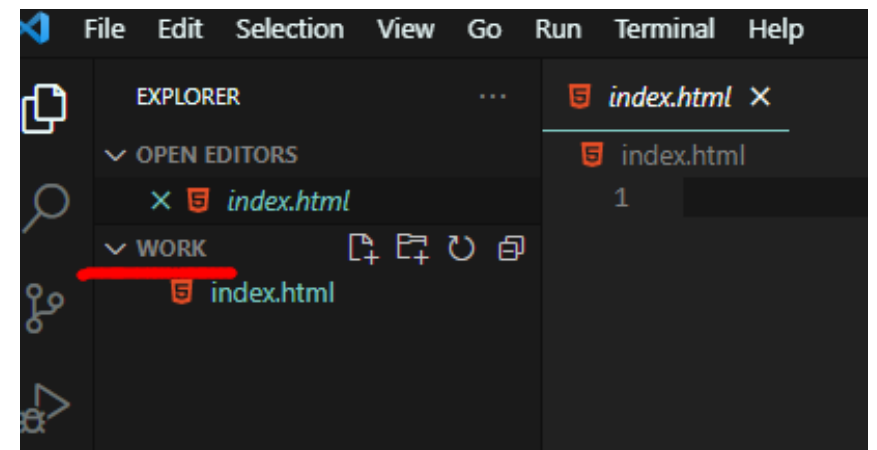 File Edit Selection View Go Run Terminal Help
EXPLORER ...
OPEN EDITORS
index.html
WORK
index.html
index.html
index.html
1